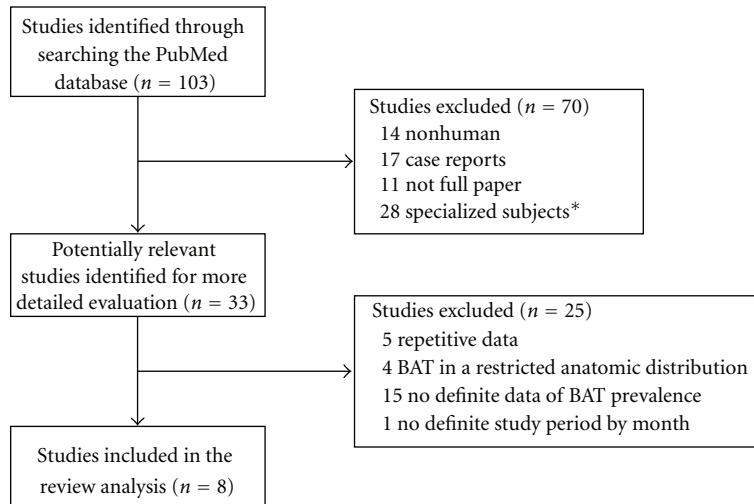 Studies identified through
searching the PubMed
database (n = 103)
Studies excluded (n = 70)
14 nonhuman
17 case reports
11 not full paper
28 specialized subjects*
Potentially relevant
studies identified for more
detailed evaluation (n = 33)
Studies excluded (n = 25)
5 repetitive data
4 BAT in a restricted anatomic distribution
15 no definite data of BAT prevalence
1 no definite study period by month
Studies included in the
review analysis (n = 8)